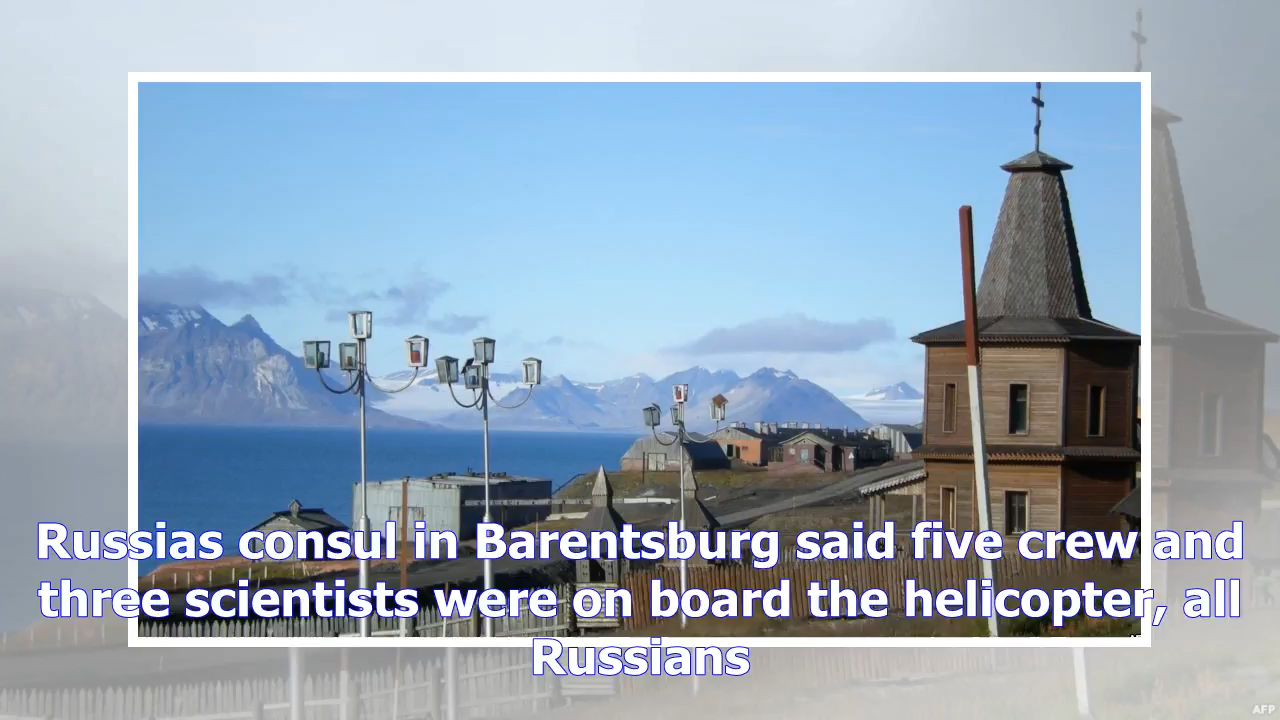 Russias consul in Barentsburg said five crew and
three scientists were on board the helicopter, all
Russians
AFP